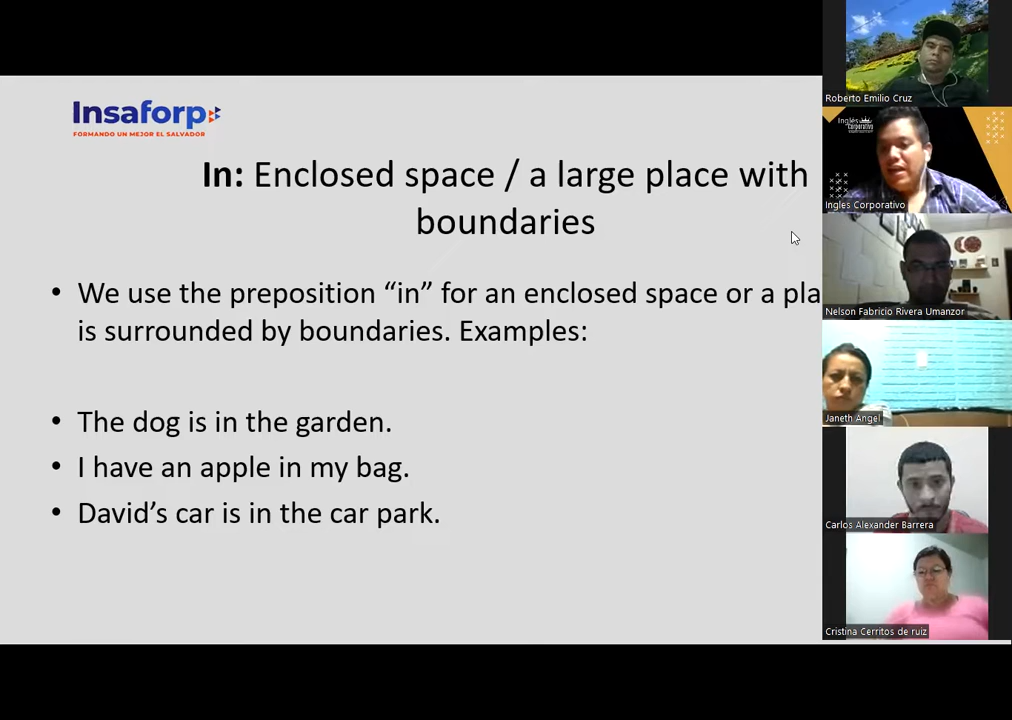 Insaforp
FORMANDO UN MEJOR EL SALVADOR
In: Enclosed space / a large place with
boundaries
• We use the preposition “in” for an enclosed space or a pla
is surrounded by boundaries. Examples:
• The dog is in the garden.
• I have an apple in my bag.
• David’s car is in the car park.
Roberto Emilio Cruz
Inglés
corporativo
Ingles Corporativo
Nelson Fabricio Rivera Umanzor
Janeth Angel
Carlos Alexander Barrera
Cristina Cerritos de ruiz